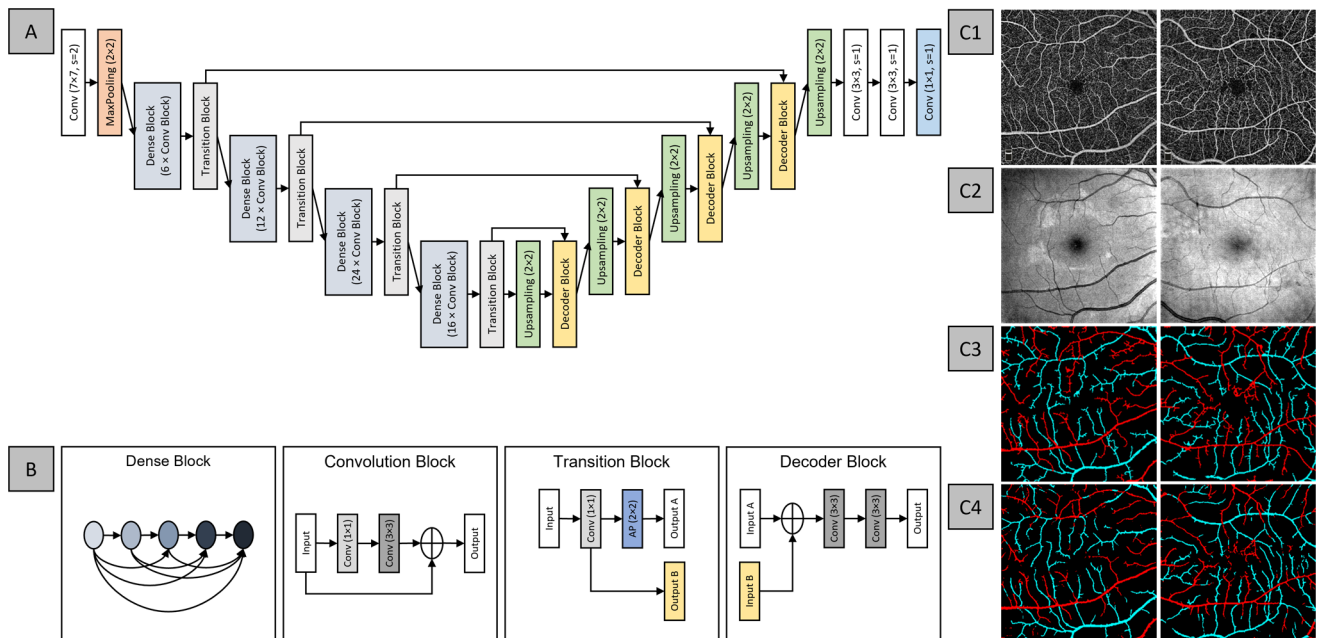 A
Conv (7×7, s=2)
MaxPooling (2×2)
Dense Block
(6 × Conv Block)
Transition Block
Dense Block
(12 × Conv Block)
Transition Block
Dense Block
(24 × Conv Block)
Transition Block
Dense Block
(16 × Conv Block)
Transition Block
Upsampling (2×2)
Decoder Block
Upsampling (2×2)
Decoder Block
Upsampling (2×2)
Decoder Block
Upsampling (2×2)
Decoder Block
Upsampling (2×2)
Conv (3×3, s=1)
Conv (3×3, s=1)
Conv (1×1, s=1)
B
Dense Block
Convolution Block
Input
Conv (1×1)
Conv (3×3)
Output
Transition Block
Input
Conv (1×1)
AP (2×2)
Output A
Output B
Decoder Block
Input A
Input B
Conv (3×3)
Conv (3×3)
Output
C1
C2
C3
C4